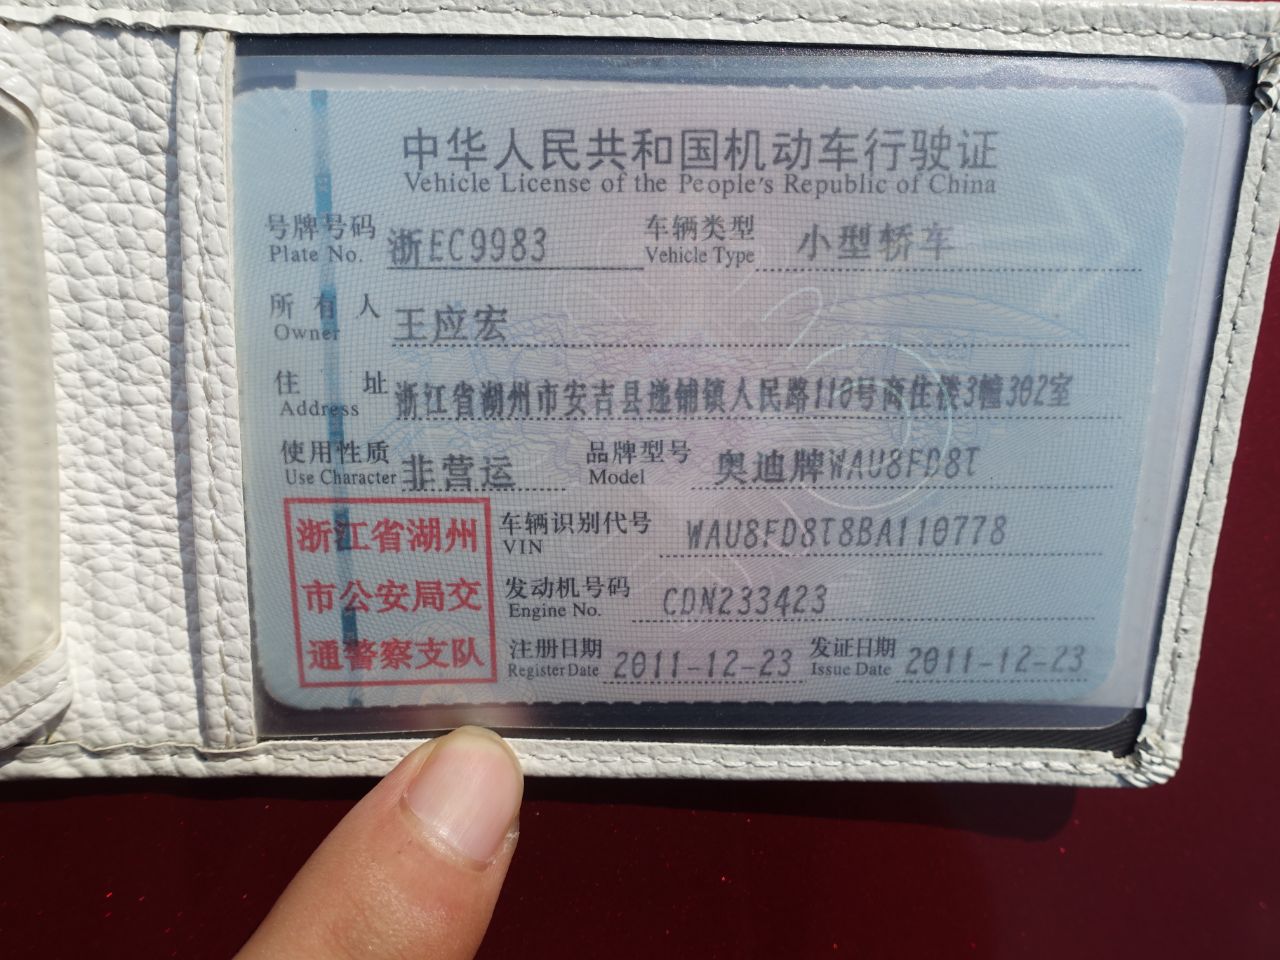 中华人民共和国机动车行驶证
Vehicle License of the People's Republic of China
号牌号码 浙EC9983 车辆类型 小型轿车
Plate No. Vehicle Type
所有人 王应宏
Owner
住址 浙江省湖州市安吉县递铺镇人民路110号商住楼3幢302室
Address
使用性质 非营运 品牌型号 奥迪牌WAU8FD8T
Use Character Model
浙江省湖州
市公安局交
通警察支队
车辆识别代号 WAU8FD8T8BA110778
VIN
发动机号码 CDN233423
Engine No.
注册日期 2011-12-23 发证日期 2011-12-23
Register Date Issue Date